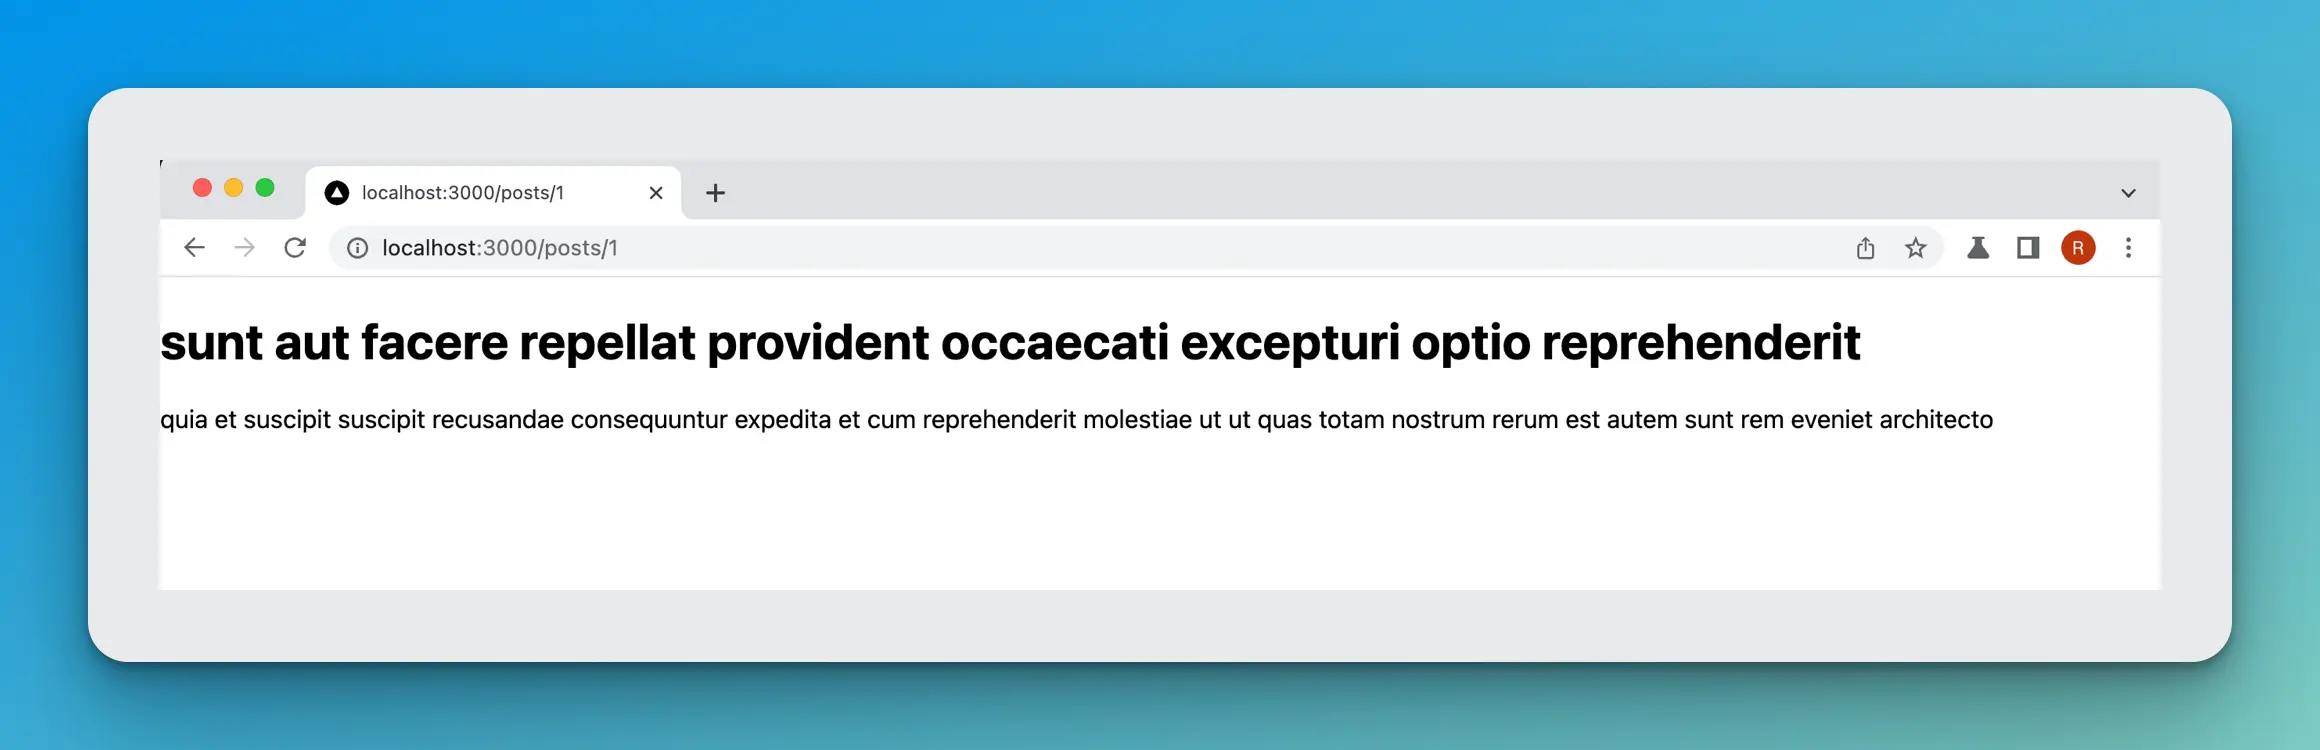 localhost:3000/posts/1
localhost:3000/posts/1
R
sunt aut facere repellat provident occaecati excepturi optio reprehenderit
quia et suscipit suscipit recusandae consequuntur expedita et cum reprehenderit molestiae ut ut quas totam nostrum rerum est autem sunt rem eveniet architecto